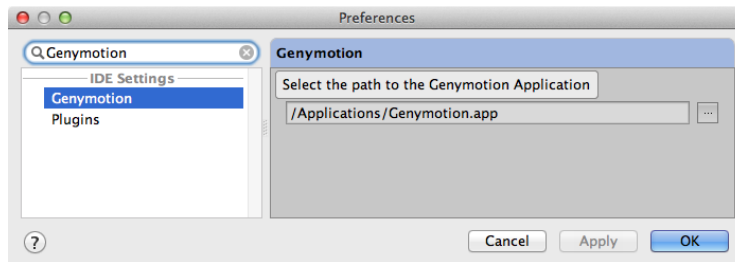 Preferences
Genymotion
IDE Settings
Genymotion
Plugins
Genymotion
Select the path to the Genymotion Application
/Applications/Genymotion.app
...
?
Cancel
Apply
OK